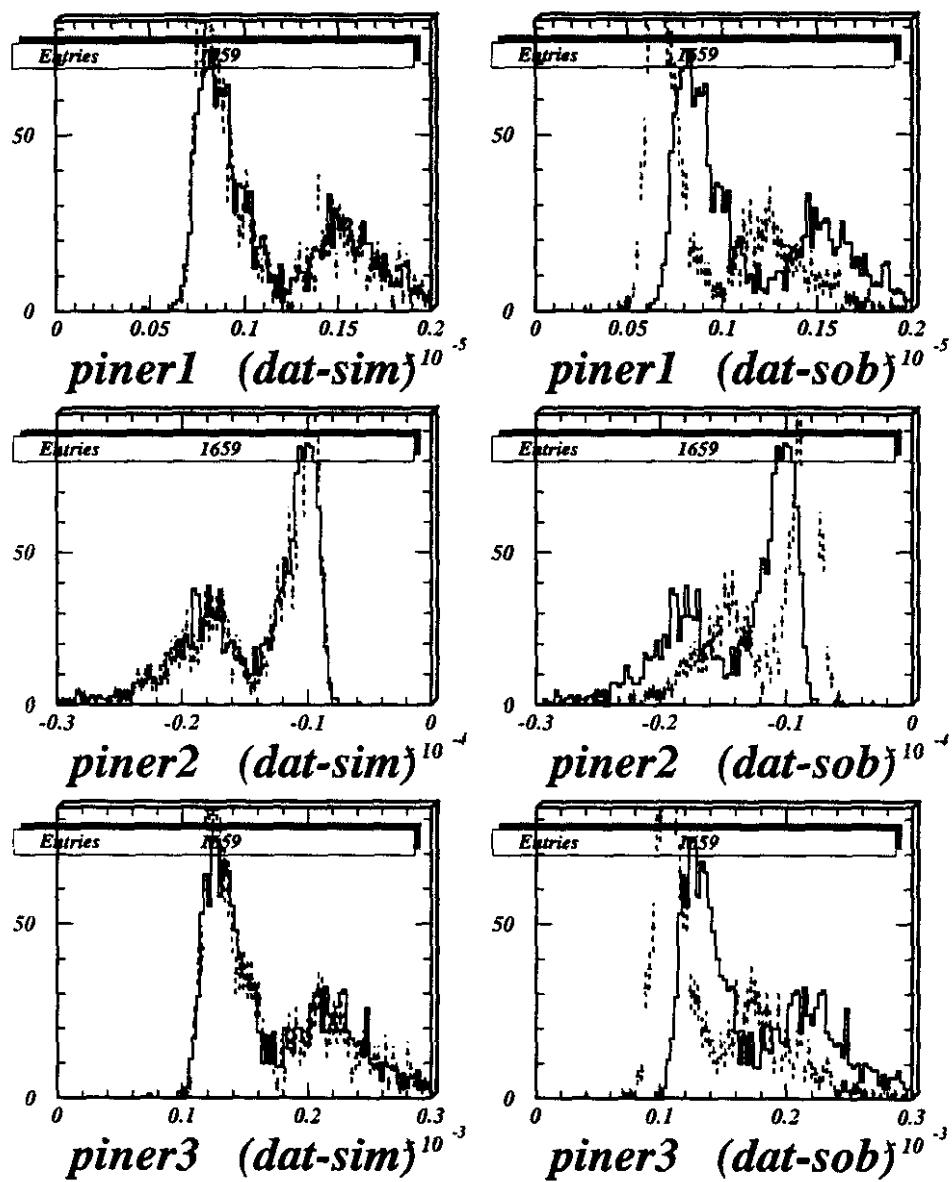 Entries 1659 Entries 1659
50 50
0 0
0 0.05 0.1 0.15 0.2 0 0.05 0.1 0.15 0.2
x 10 -5 x 10 -5
piner1 (dat-sim) piner1 (dat-sob)
Entries 1659 Entries 1659
50 50
0 0
-0.3 -0.2 -0.1 0 -0.3 -0.2 -0.1 0
x 10 -4 x 10 -4
piner2 (dat-sim) piner2 (dat-sob)
Entries 1659 Entries 1659
50 50
0 0
0 0.1 0.2 0.3 0 0.1 0.2 0.3
x 10 -3 x 10 -3
piner3 (dat-sim) piner3 (dat-sob)